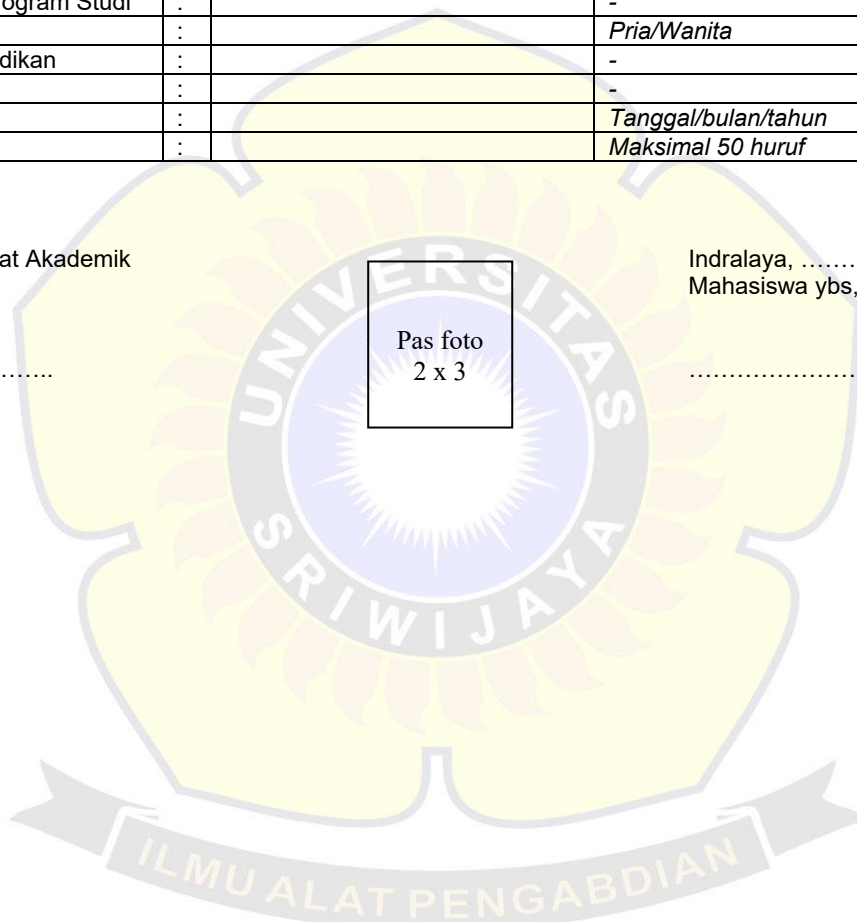 ogram Studi : -
: Pria/Wanita
dikan : -
: -
: Tanggal/bulan/tahun
: Maksimal 50 huruf
at Akademik
Indralaya, ........
Mahasiswa ybs,
Pas foto
2 x 3
.......
.....................
UNIVERSITAS
SRIWIJAYA
ILMU ALAT PENGABDIAN